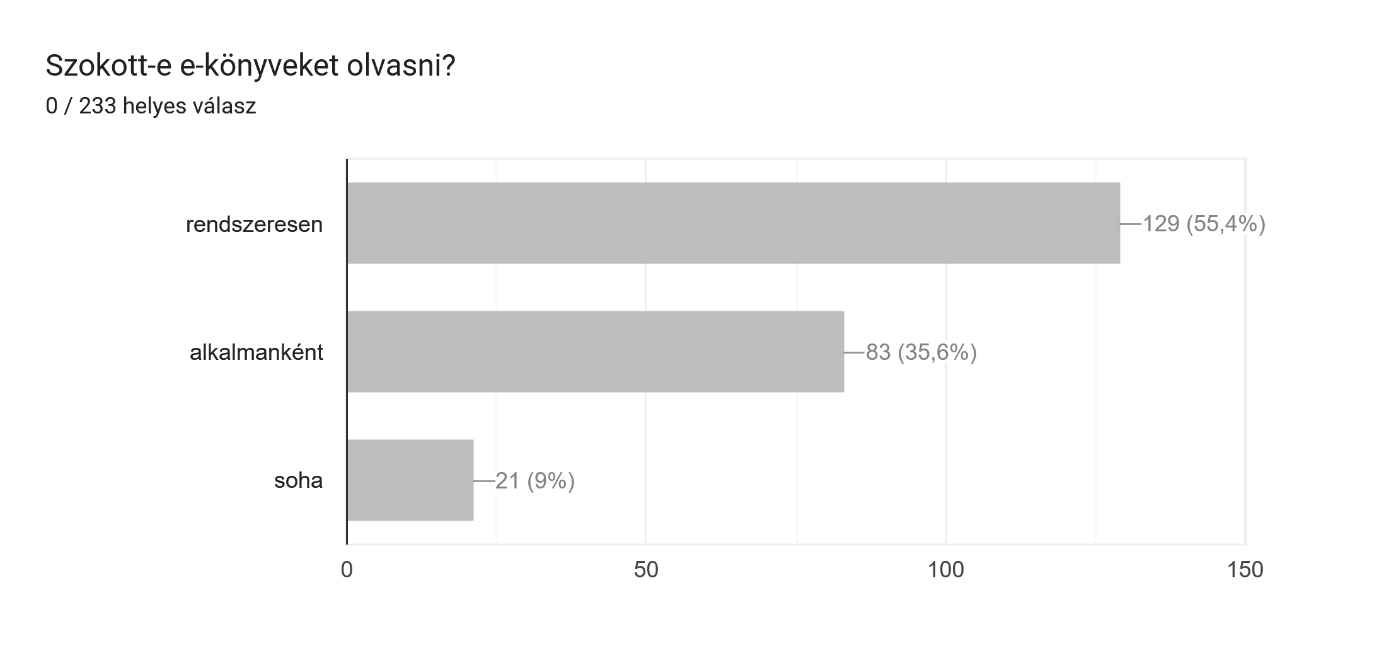 Szokott-e e-könyveket olvasni?
0 / 233 helyes válasz
rendszeresen
129 (55,4%)
alkalmanként
83 (35,6%)
soha
21 (9%)
0 50 100 150